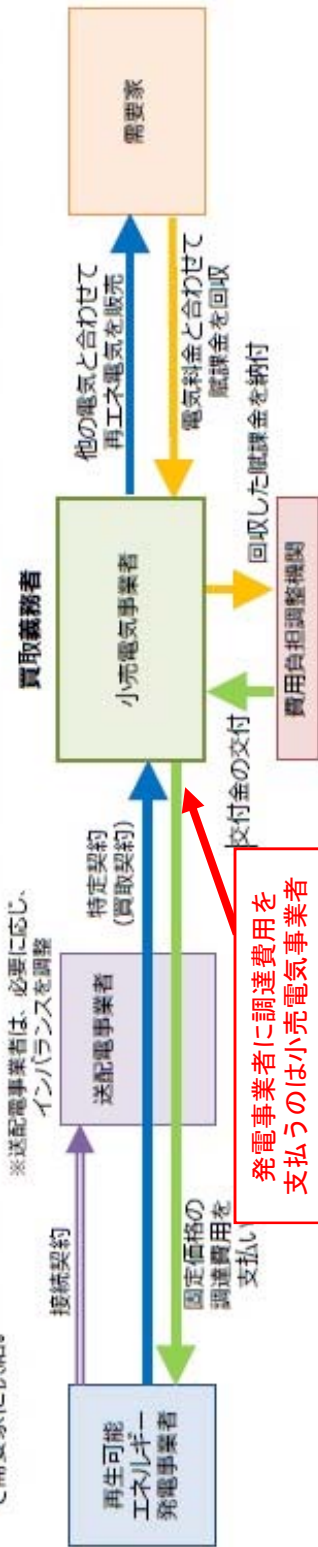 で需要家に供給。
※送配電事業者は、必要に応じ、
インバランスを調整
買取義務者
再生可能
エネルギー
発電事業者
接続契約
送配電事業者
特定契約
(買取契約)
固定価格の
調達費用を
支払い
小売電気事業者
他の電気と合わせて
再エネ電気を販売
電気料金と合わせて
賦課金を回収
需要家
交付金の交付
回収した賦課金を納付
費用負担調整機関
発電事業者に調達費用を
支払うのは小売電気事業者